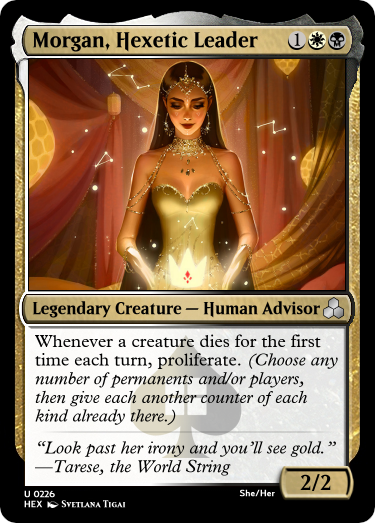 Morgan, Hexetic Leader 1
Legendary Creature — Human Advisor
Whenever a creature dies for the first
time each turn, proliferate. (Choose any
number of permanents and/or players,
then give each another counter of each
kind already there.)
“Look past her irony and you’ll see gold.”
—Tarese, the World String
2/2
U 0226
She/Her
HEX Svetlana Tigai